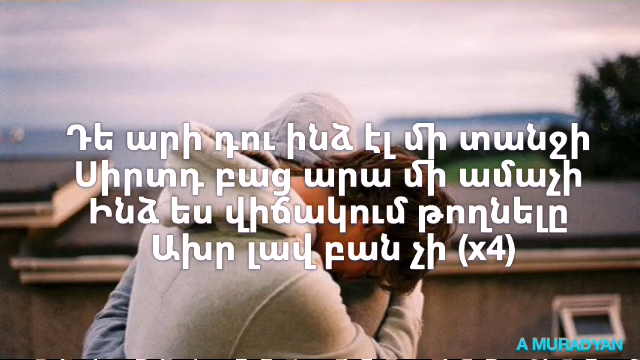 Դե արի դու ինձ էլ մի տանջի
Սիրտդ բաց արա մի ամաչի
Ինձ ես վիճակում թողնելը
Ախր լավ բան չի (x4)
A MURADYAN